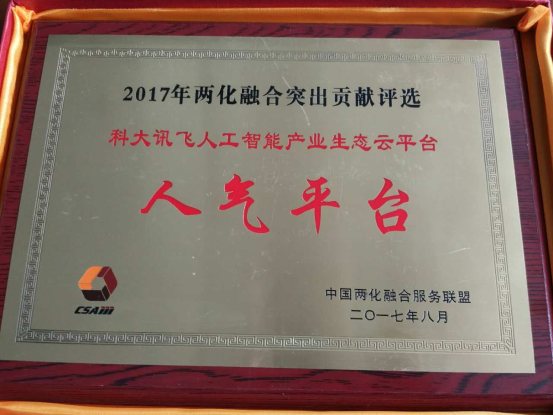 2017年两化融合突出贡献评选
科大讯飞人工智能产业生态云平台
人气平台
CSAIII
中国两化融合服务联盟
二〇一七年八月